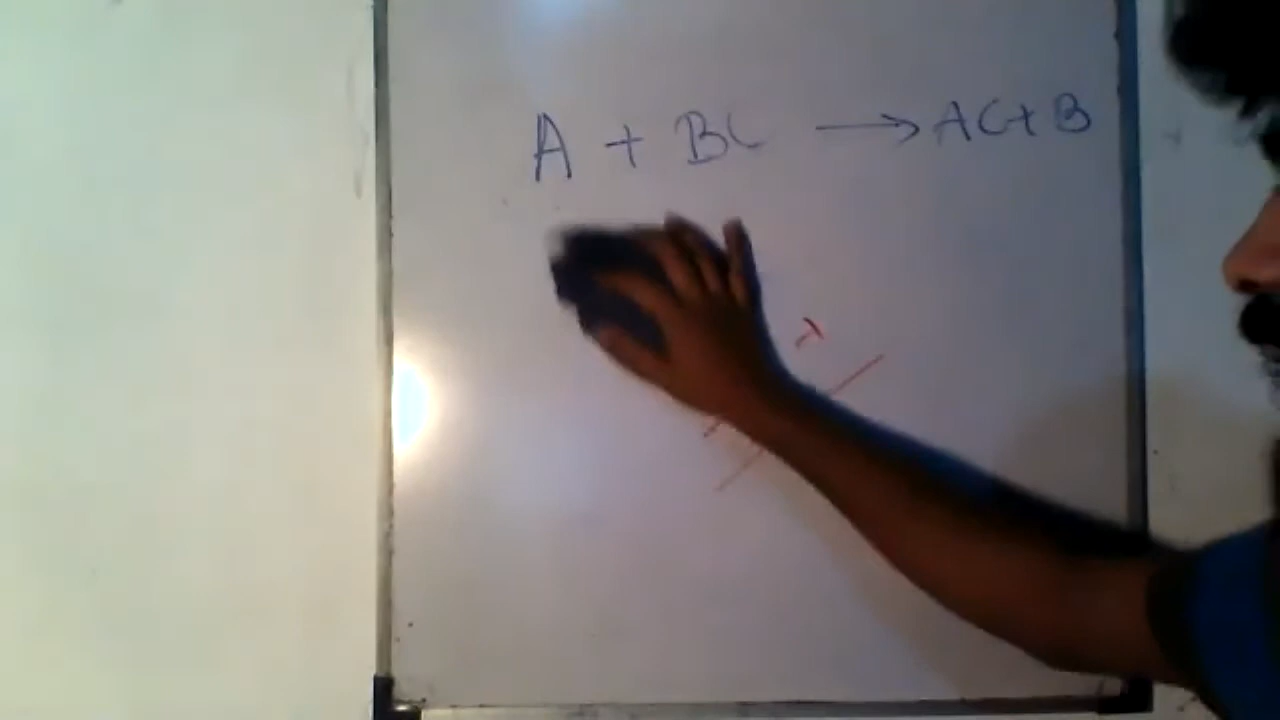 A + BC → AC + B